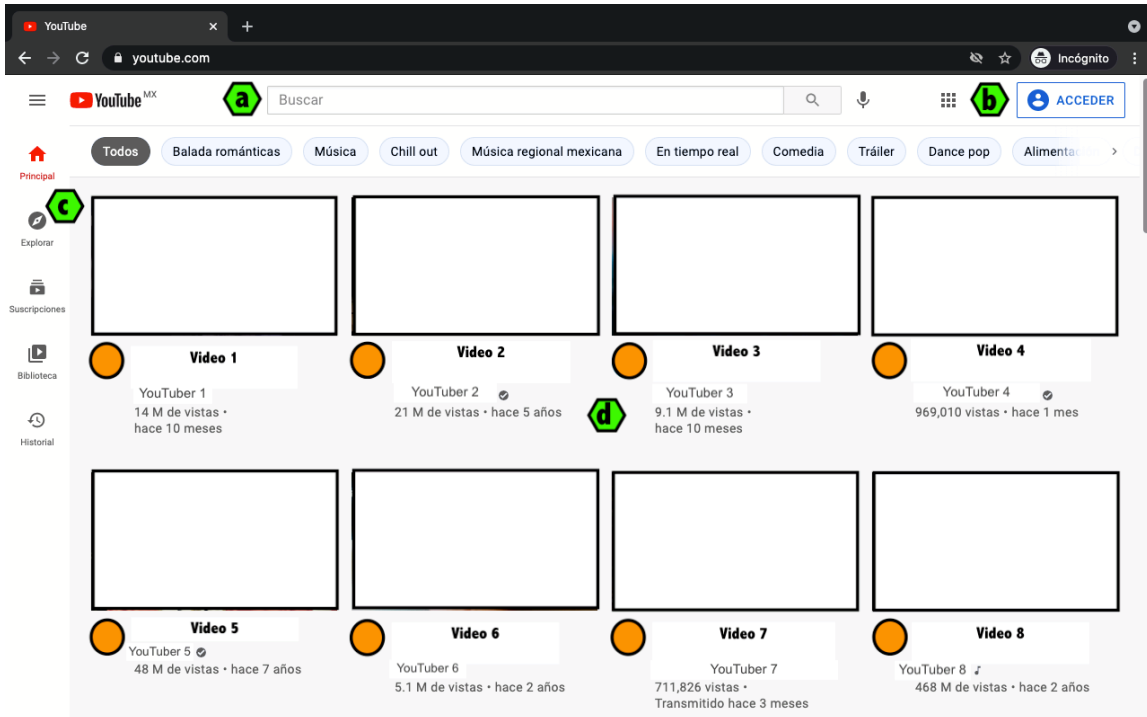 YouTube
youtube.com
Incógnito
YouTube MX
a
Buscar
b
ACCEDER
Todos
Balada románticas
Música
Chill out
Música regional mexicana
En tiempo real
Comedia
Tráiler
Dance pop
Principal
c
Explorar
Suscripciones
Biblioteca
Historial
Video 1
YouTuber 1
14 M de vistas •
hace 10 meses
Video 2
YouTuber 2
21 M de vistas • hace 5 años
Video 3
YouTuber 3
9.1 M de vistas •
hace 10 meses
d
Video 4
YouTuber 4
969,010 vistas • hace 1 mes
Video 5
YouTuber 5
48 M de vistas • hace 7 años
Video 6
YouTuber 6
5.1 M de vistas • hace 2 años
Video 7
YouTuber 7
711,826 vistas •
Transmitido hace 3 meses
Video 8
YouTuber 8
468 M de vistas • hace 2 años